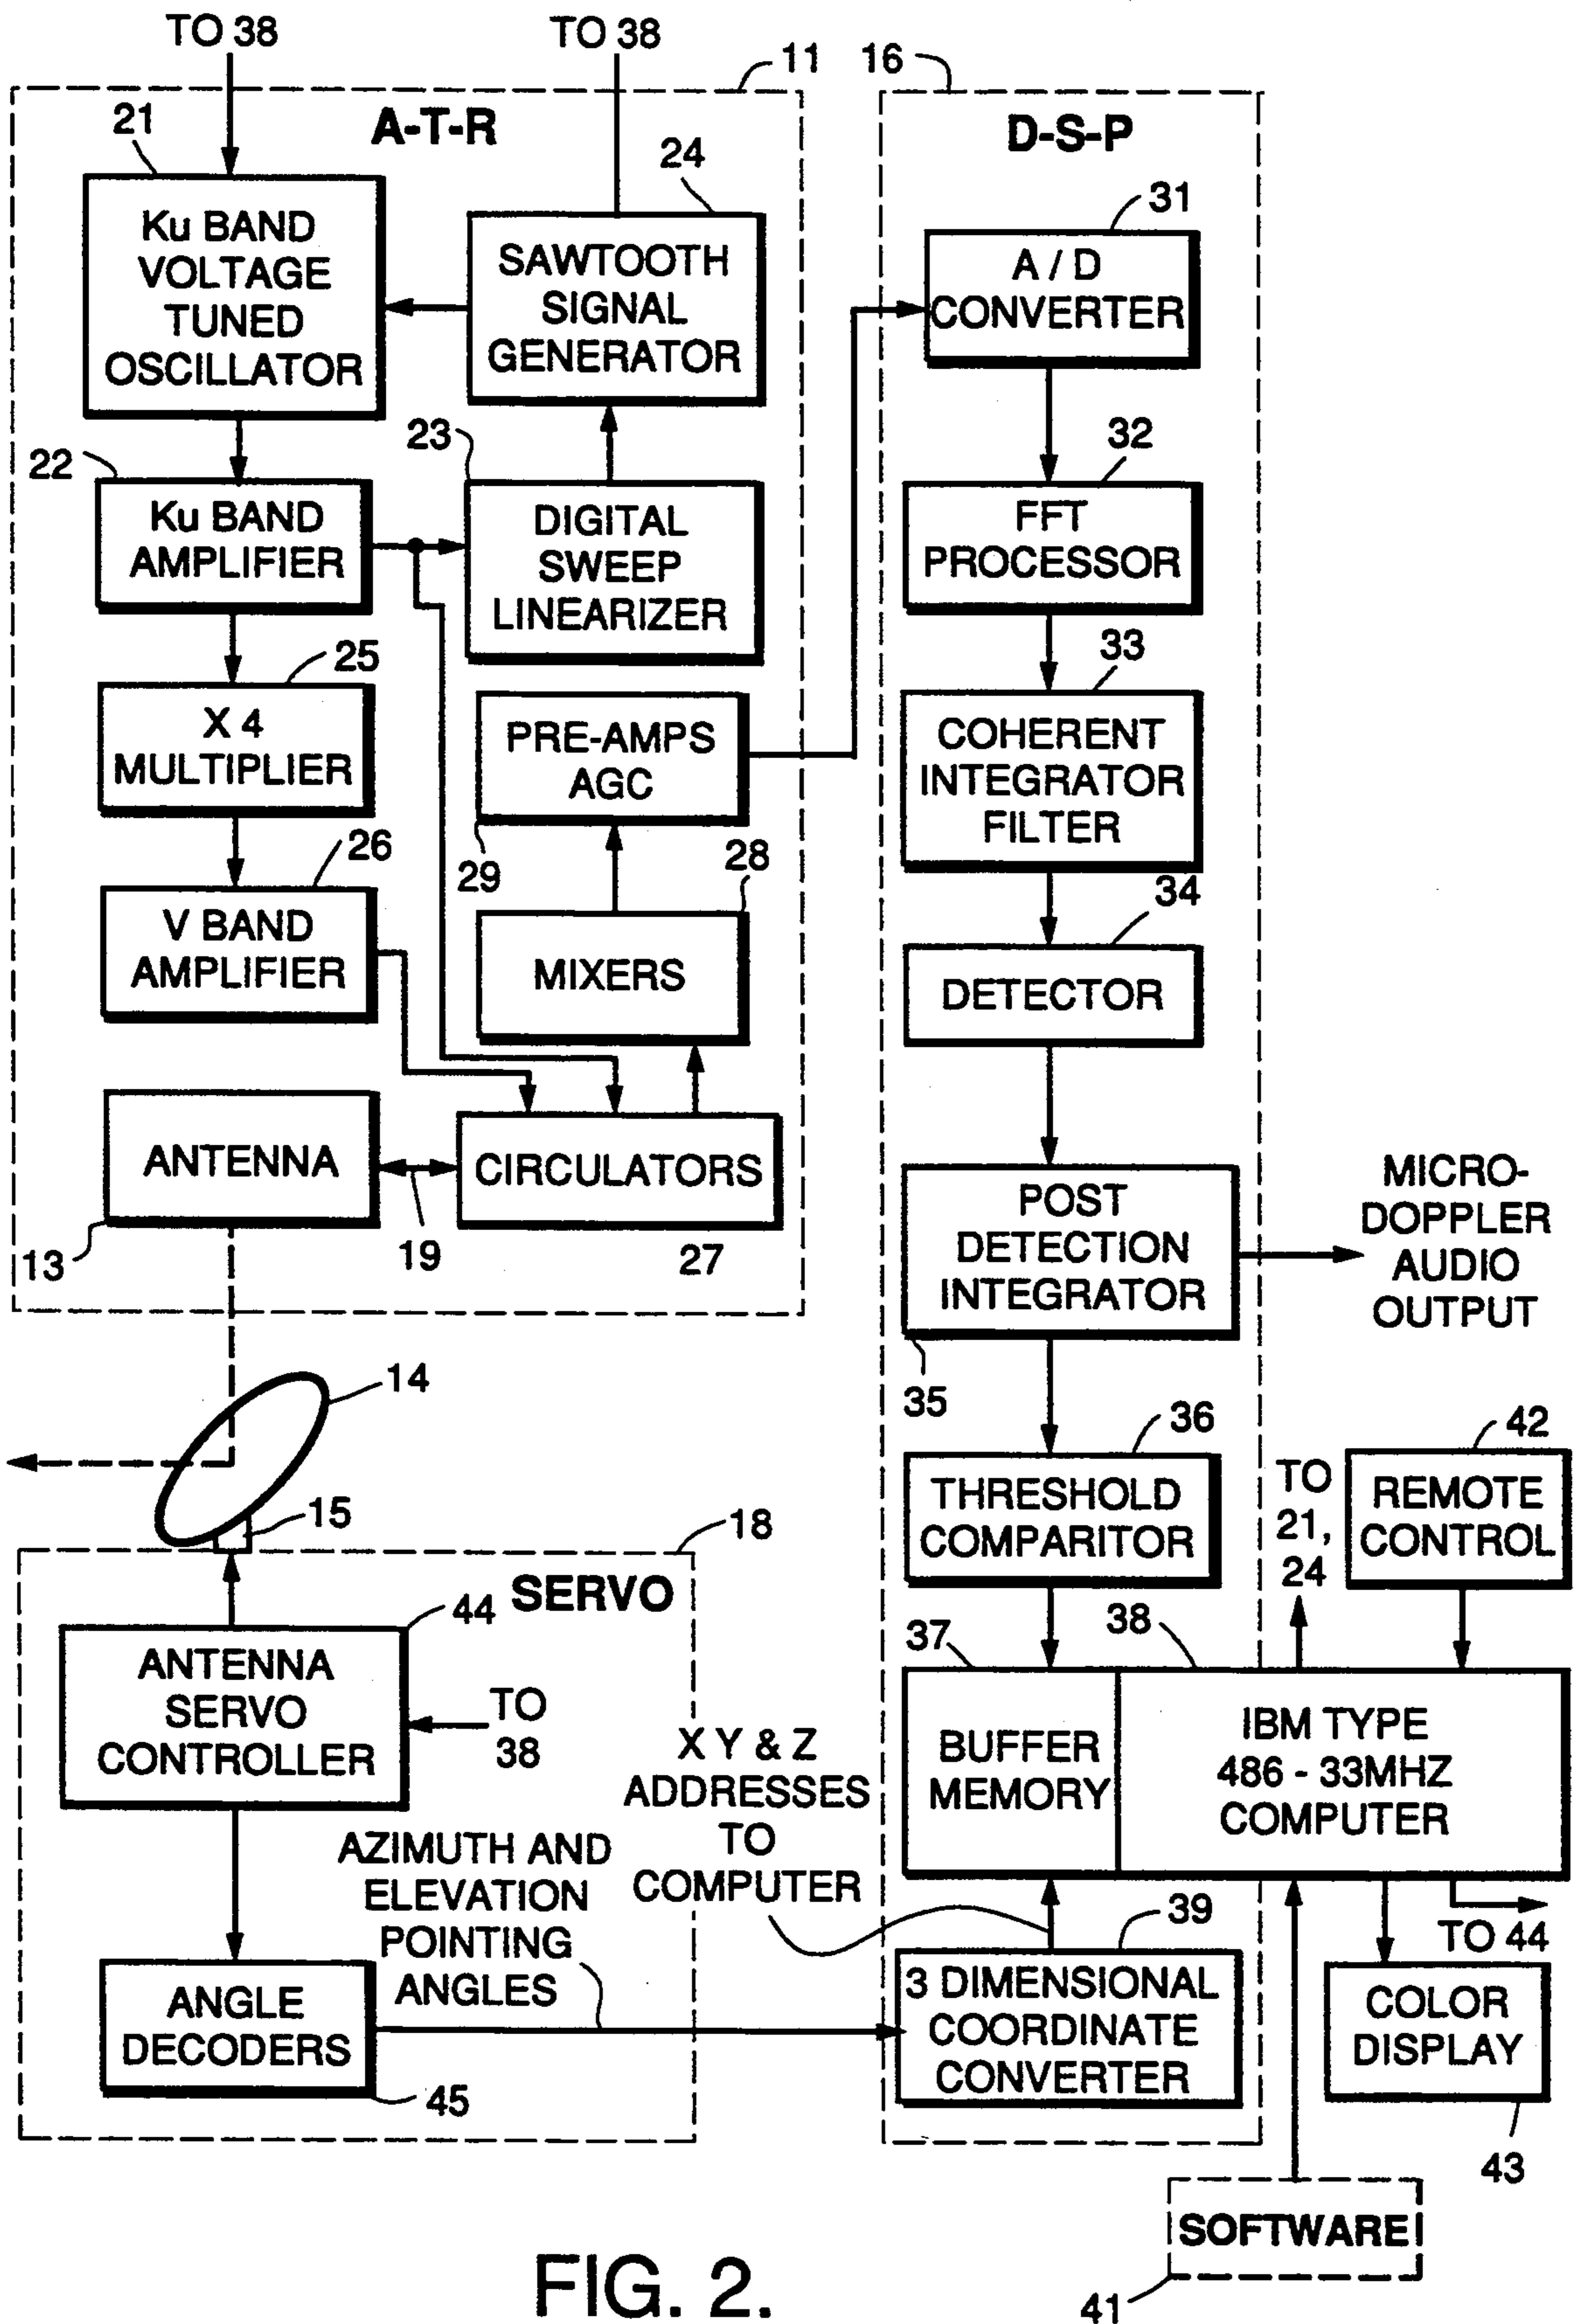 TO 38
TO 38
11
16
21
A-T-R
D-S-P
24
31
Ku BAND
VOLTAGE
TUNED
OSCILLATOR
SAWTOOTH
SIGNAL
GENERATOR
A / D
CONVERTER
22
23
32
Ku BAND
AMPLIFIER
DIGITAL
SWEEP
LINEARIZER
FFT
PROCESSOR
25
33
X 4
MULTIPLIER
PRE-AMPS
AGC
COHERENT
INTEGRATOR
FILTER
26
29
28
34
V BAND
AMPLIFIER
MIXERS
DETECTOR
ANTENNA
CIRCULATORS
13
19
27
POST
DETECTION
INTEGRATOR
MICRO-
DOPPLER
AUDIO
OUTPUT
14
35
36
42
15
18
THRESHOLD
COMPARITOR
TO
21,
24
REMOTE
CONTROL
SERVO
44
37
38
ANTENNA
SERVO
CONTROLLER
TO
38
X Y & Z
ADDRESSES
TO
COMPUTER
BUFFER
MEMORY
IBM TYPE
486 - 33MHZ
COMPUTER
AZIMUTH AND
ELEVATION
POINTING
ANGLES
39
TO 44
ANGLE
DECODERS
3 DIMENSIONAL
COORDINATE
CONVERTER
COLOR
DISPLAY
45
43
SOFTWARE
41
FIG. 2.